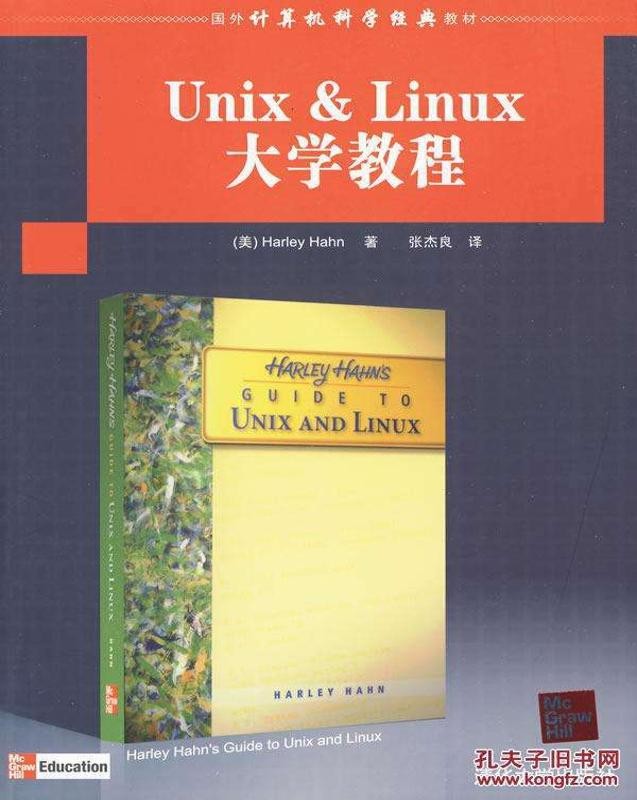 国外计算机科学经典教材
Unix & Linux
大学教程
(美) Harley Hahn 著 张杰良 译
HARLEY HAHN'S
GUIDE TO
UNIX AND LINUX
HARLEY HAHN'S GUIDE TO UNIX AND LINUX
HAHN
HARLEY HAHN
Mc
Graw
Hill
Harley Hahn's Guide to Unix and Linux
Mc
Graw
Hill Education
孔夫子旧书网